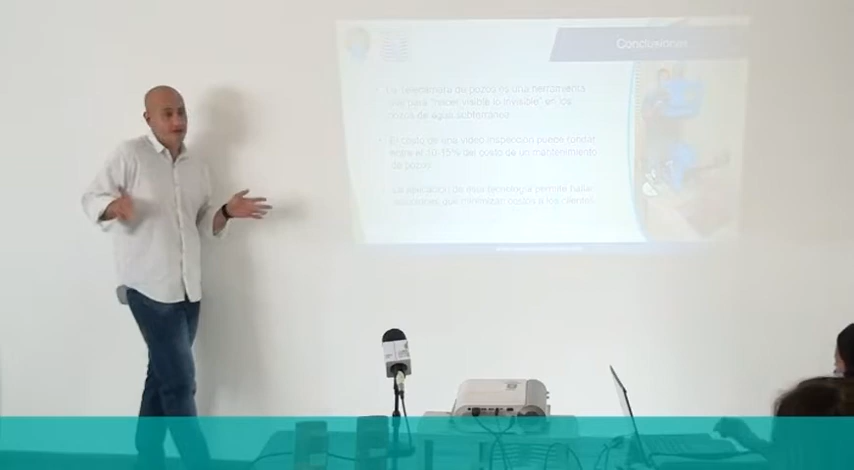 Conclusiones
La Telecámara de pozos es una herramienta
útil para "hacer visible lo invisible" en los
pozos de agua subterránea
El costo de una video inspección puede rondar
entre el 10-15% del costo de un mantenimiento
de pozos
La aplicación de esta tecnología permite hallar
soluciones que minimizan costos a los clientes